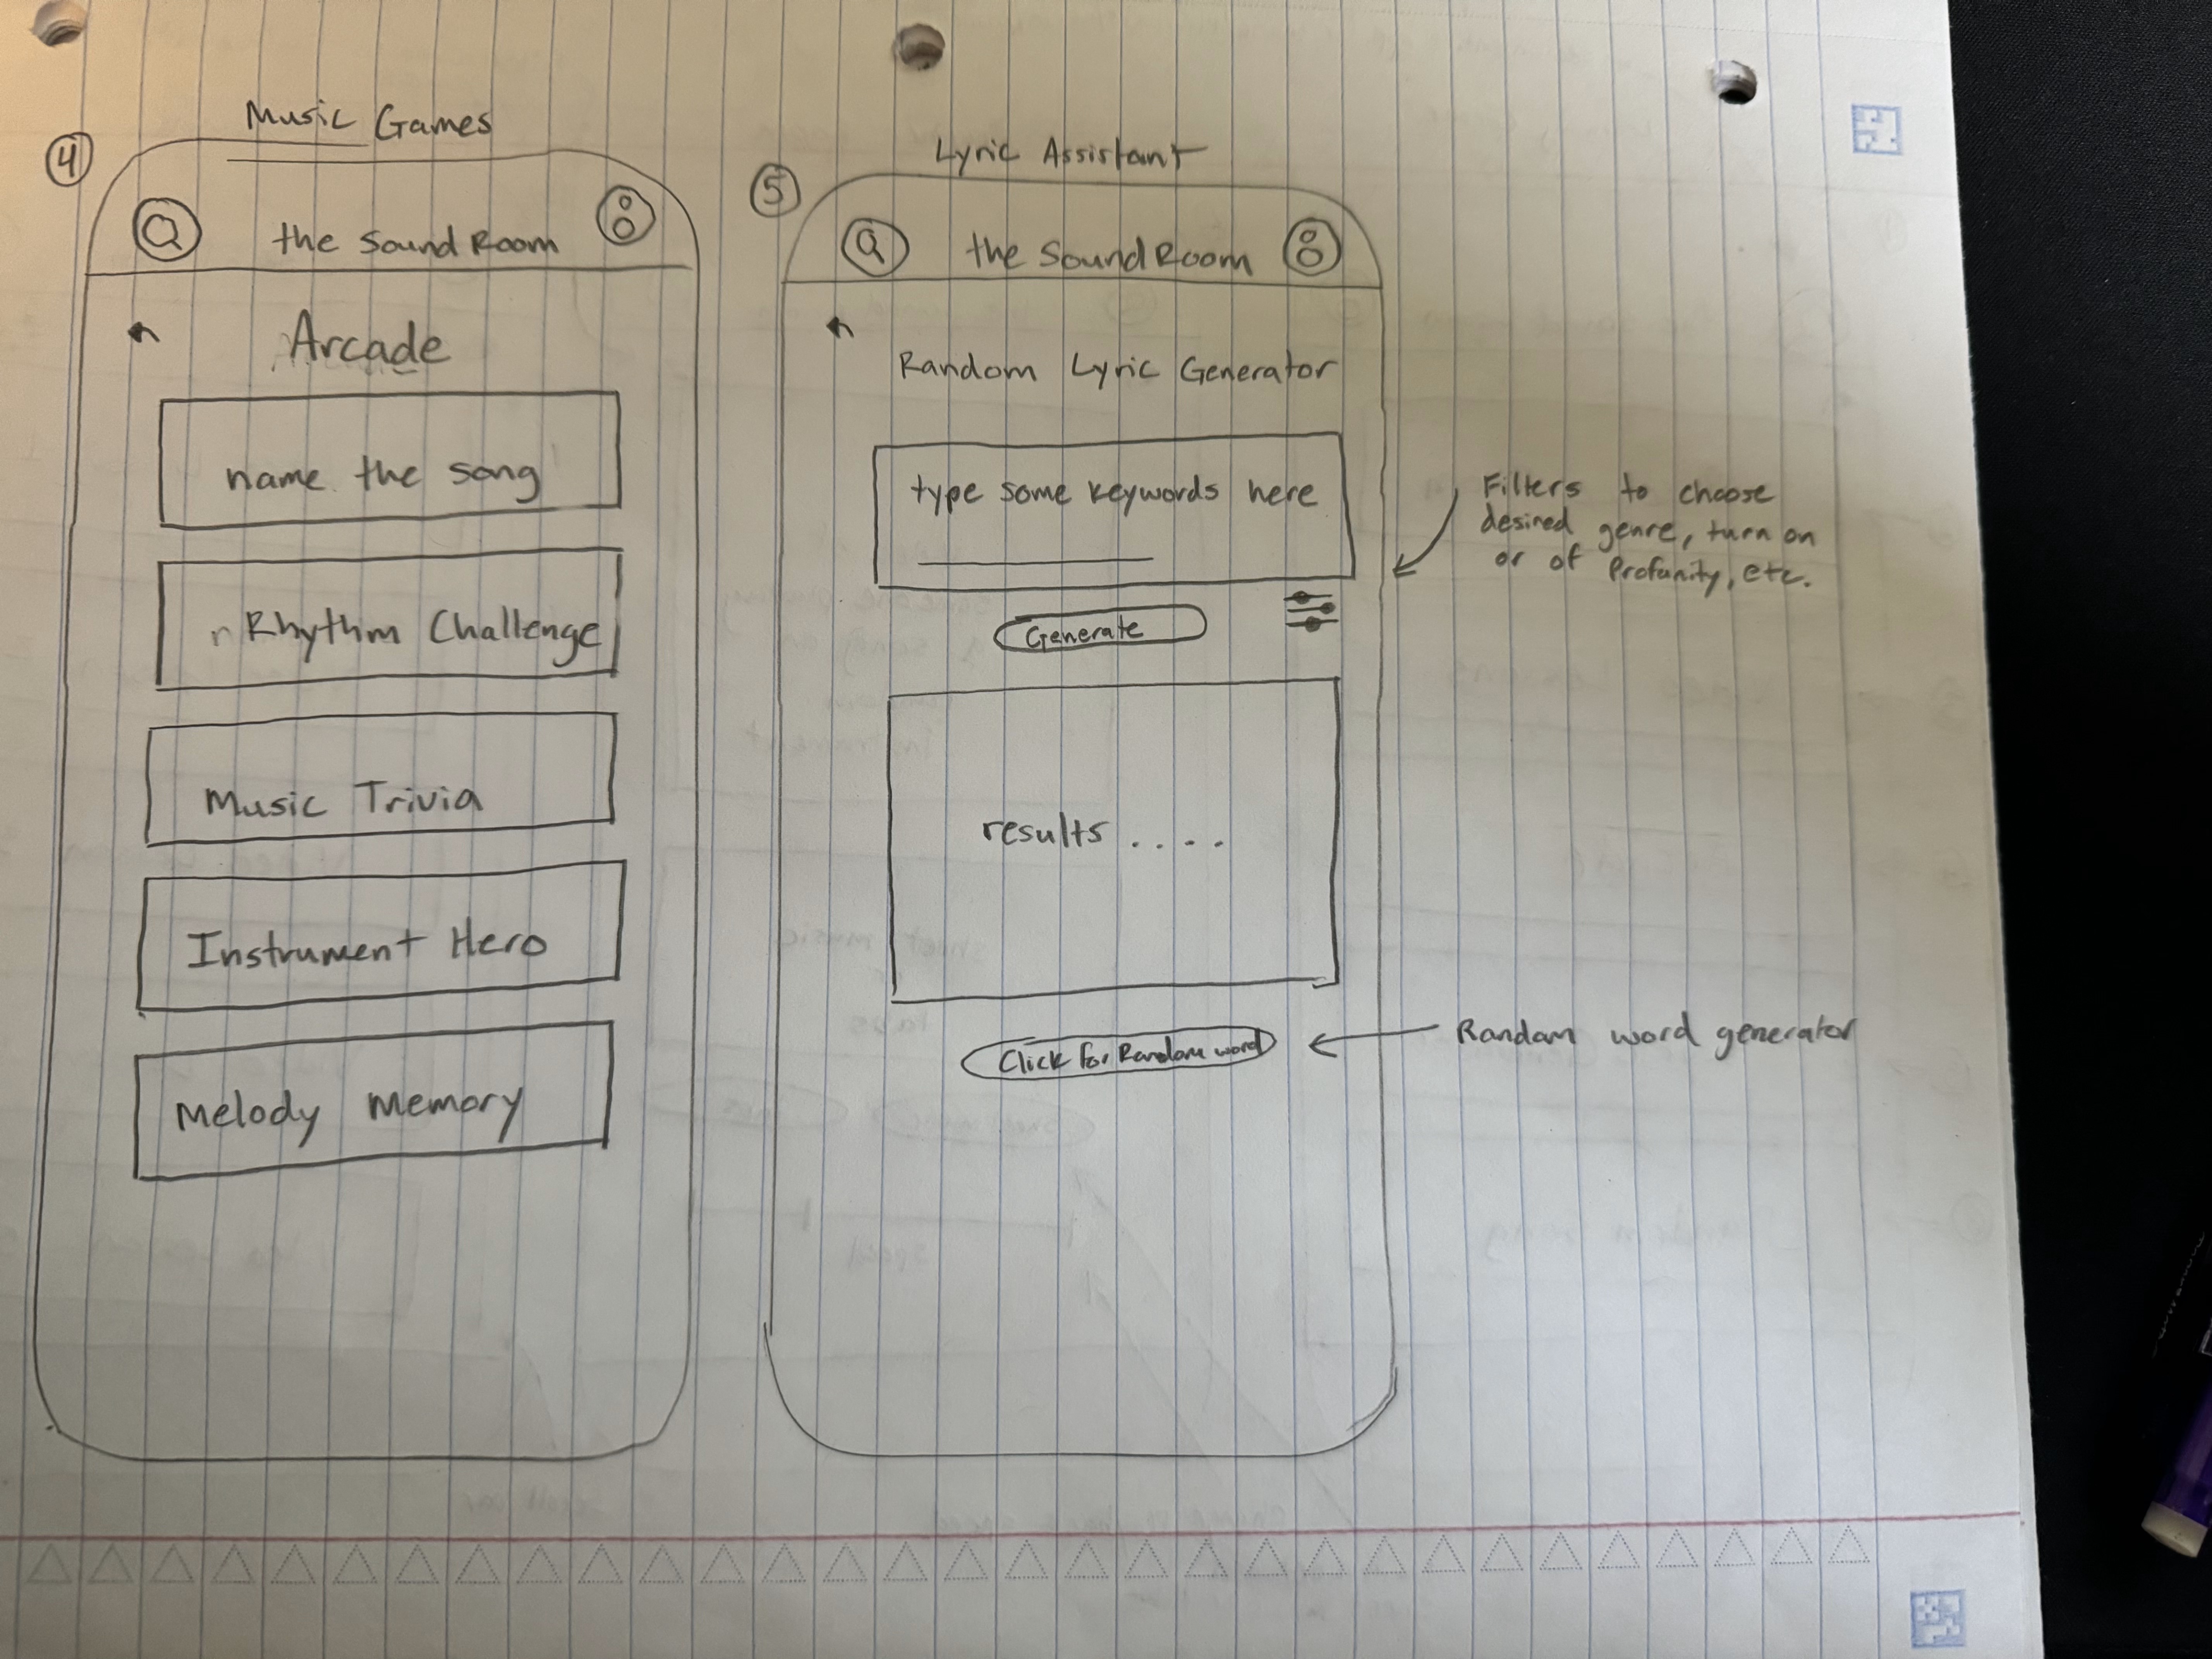 Music Games
4
the Sound Room
Arcade
name the song
Rhythm Challenge
Music Trivia
Instrument Hero
Melody Memory
Lyric Assistant
5
the Sound Room
Random Lyric Generator
type some keywords here
Generate
results ....
Click for Random word
Filters to choose
desired genre, turn on
or of Profanity, etc.
Random word generator